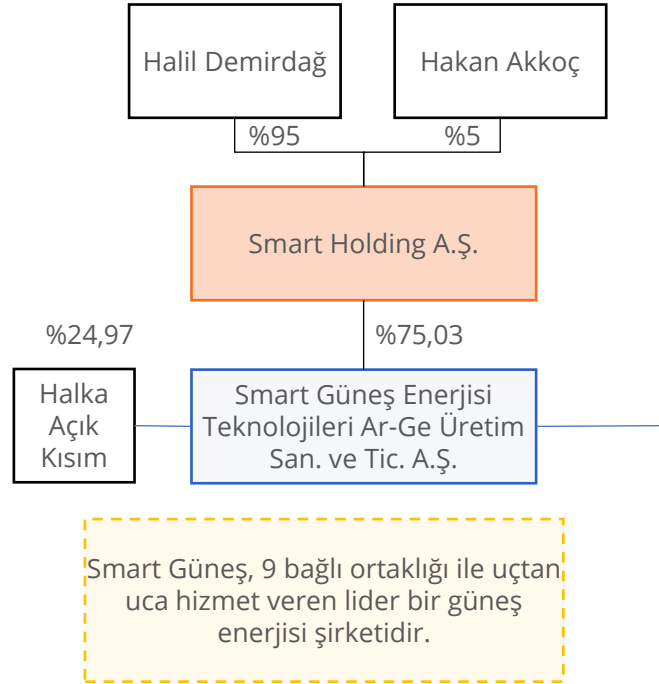 Halil Demirdağ
Hakan Akkoç
%95
%5
Smart Holding A.Ş.
%24,97
%75,03
Halka
Açık
Kısım
Smart Güneş Enerjisi
Teknolojileri Ar-Ge Üretim
San. ve Tic. A.Ş.
Smart Güneş, 9 bağlı ortaklığı ile uçtan
uca hizmet veren lider bir güneş
enerjisi şirketidir.